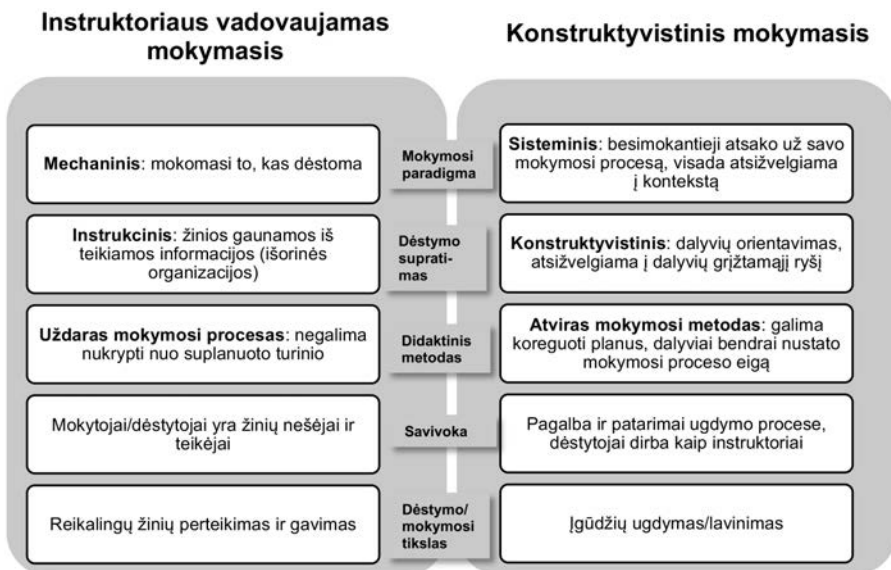 Instruktoriaus vadovaujamas
mokymasis
Konstruktyvistinis mokymasis
Mechaninis: mokomasi to, kas dėstoma
Mokymosi
paradigma
Sisteminis: besimokantieji atsako už savo
mokymosi procesą, visada atsižvelgiama
į kontekstą
Instrukcinis: žinios gaunamos iš
teikiamos informacijos (išorinės
organizacijos)
Dėstymo
suprati-
mas
Konstruktyvistinis: dalyvių orientavimas,
atsižvelgiama į dalyvių grįžtamąjį ryšį
Uždaras mokymosi procesas: negalima
nukrypti nuo suplanuoto turinio
Didaktinis
metodas
Atviras mokymosi metodas: galima
koreguoti planus, dalyviai bendrai nustato
mokymosi proceso eigą
Mokytojai/dėstytojai yra žinių nešėjai ir
teikėjai
Savivoka
Pagalba ir patarimai ugdymo procese,
dėstytojai dirba kaip instruktoriai
Reikalingų žinių perteikimas ir gavimas
Dėstymo/
mokymosi
tikslas
Įgūdžių ugdymas/lavinimas